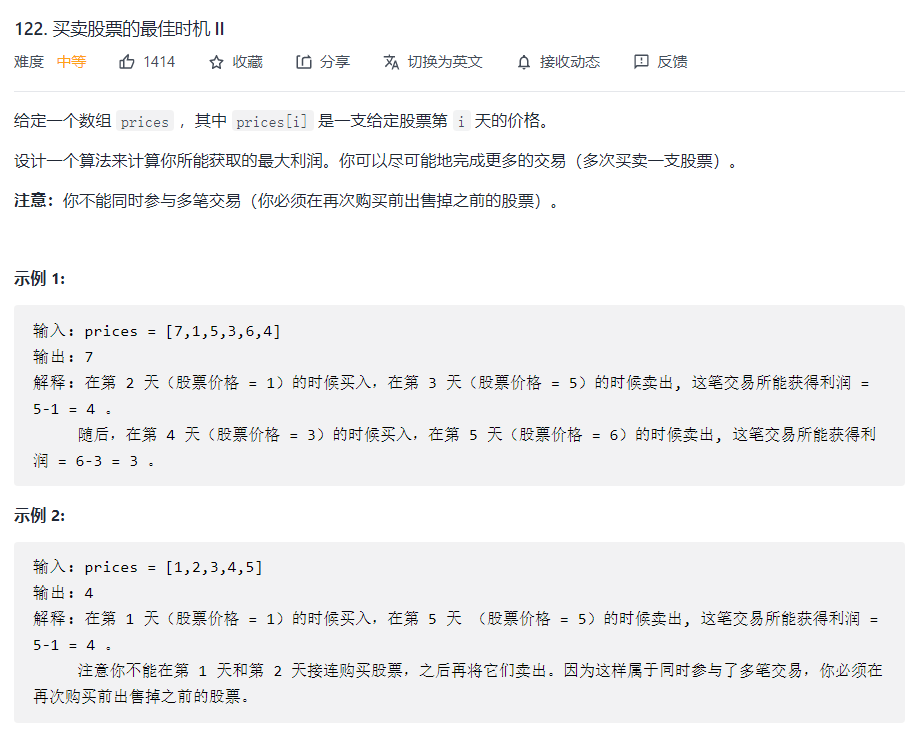 122. 买卖股票的最佳时机 II
难度 中等 1414 收藏 分享 切换为英文 接收动态 反馈
给定一个数组 prices ，其中 prices[i] 是一支给定股票第 i 天的价格。
设计一个算法来计算你所能获取的最大利润。你可以尽可能地完成更多的交易（多次买卖一支股票）。
注意：你不能同时参与多笔交易（你必须在再次购买前出售掉之前的股票）。
示例 1:
输入: prices = [7,1,5,3,6,4]
输出: 7
解释: 在第 2 天（股票价格 = 1）的时候买入，在第 3 天（股票价格 = 5）的时候卖出, 这笔交易所能获得利润 =
5-1 = 4 。
随后，在第 4 天（股票价格 = 3）的时候买入，在第 5 天（股票价格 = 6）的时候卖出, 这笔交易所能获得利
润 = 6-3 = 3 。
示例 2:
输入: prices = [1,2,3,4,5]
输出: 4
解释: 在第 1 天（股票价格 = 1）的时候买入，在第 5 天 （股票价格 = 5）的时候卖出, 这笔交易所能获得利润 =
5-1 = 4 。
注意你不能在第 1 天和第 2 天接连购买股票，之后再将它们卖出。因为这样属于同时参与了多笔交易，你必须在
再次购买前出售掉之前的股票。